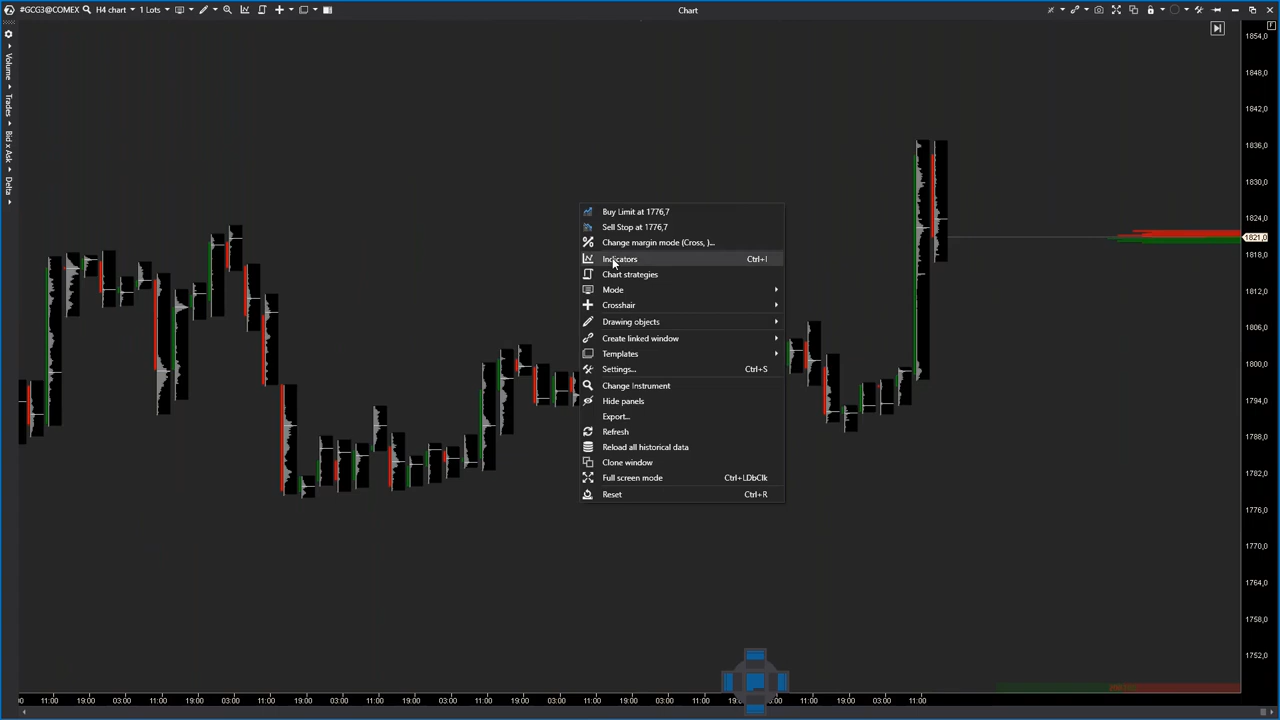 #GCG3@COMEX H4 chart 1 Lots Chart
Volume
Trades
Bid x Ask
Delta
F
1854,0
1848,0
1842,0
1836,0
1830,0
1824,0
1821,0
1818,0
1812,0
1806,0
1800,0
1794,0
1788,0
1782,0
1776,0
1770,0
1764,0
1758,0
1752,0
Buy Limit at 1776,7
Sell Stop at 1776,7
Change margin mode (Cross, )...
Indicators Ctrl+I
Chart strategies
Mode
Crosshair
Drawing objects
Create linked window
Templates
Settings... Ctrl+S
Change Instrument
Hide panels
Export...
Refresh
Reload all historical data
Clone window
Full screen mode Ctrl+LDbClk
Reset Ctrl+R
11:00 19:00 03:00 11:00 19:00 03:00 11:00 19:00 03:00 11:00 19:00 03:00 11:00 19:00 03:00 11:00 19:00 03:00 11:00 19:00 03:00 11:00